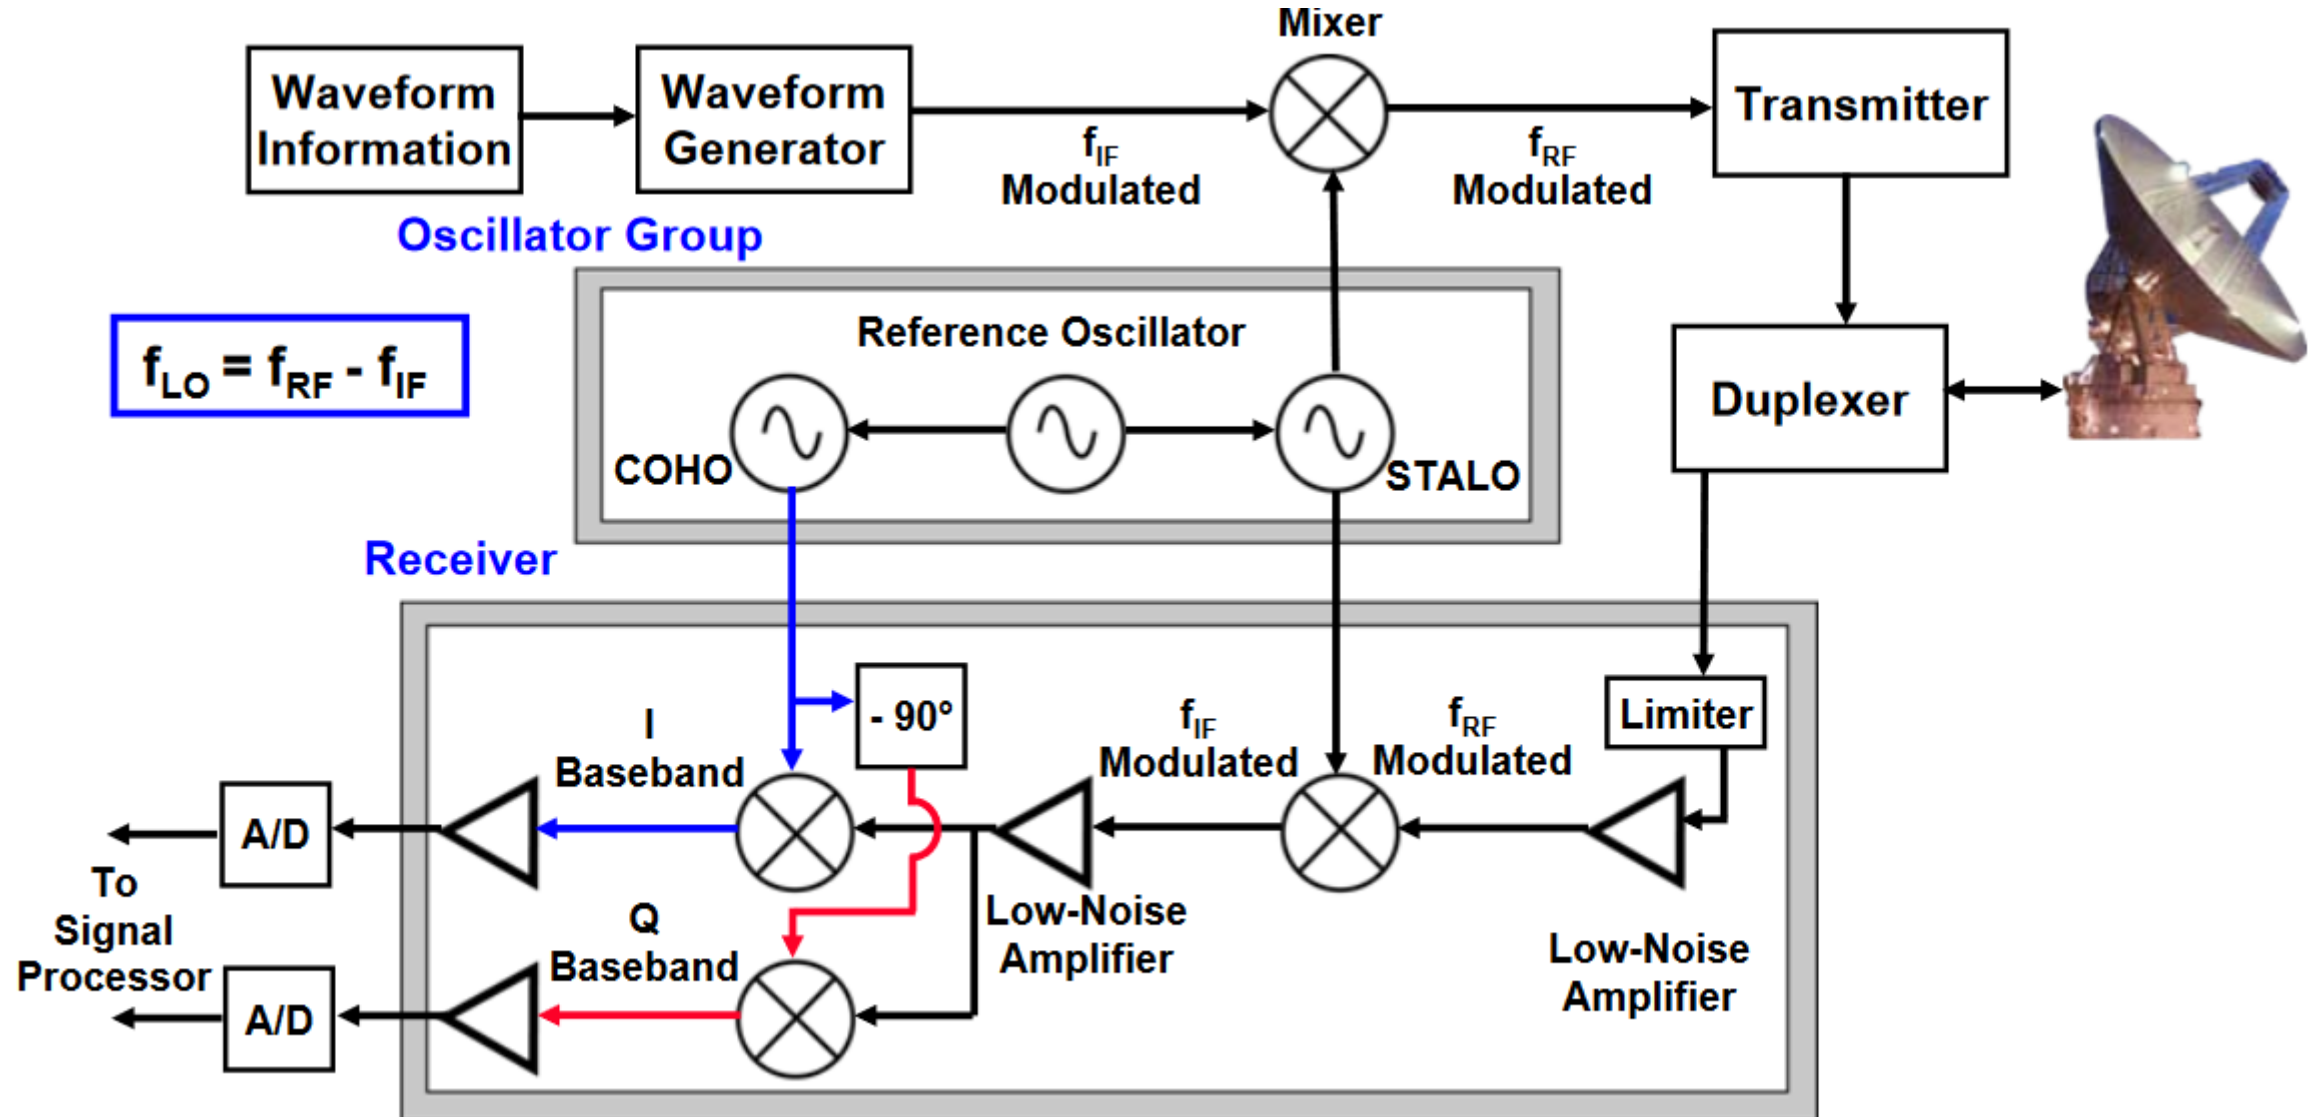 Mixer
Waveform
Information
Waveform
Generator
Transmitter
fIF
Modulated
fRF
Modulated
Oscillator Group
fLO = fRF - fIF
Reference Oscillator
Duplexer
COHO
STALO
Receiver
- 90°
Limiter
I
Baseband
fIF
Modulated
fRF
Modulated
A/D
To
Signal
Processor
Q
Baseband
Low-Noise
Amplifier
Low-Noise
Amplifier
A/D